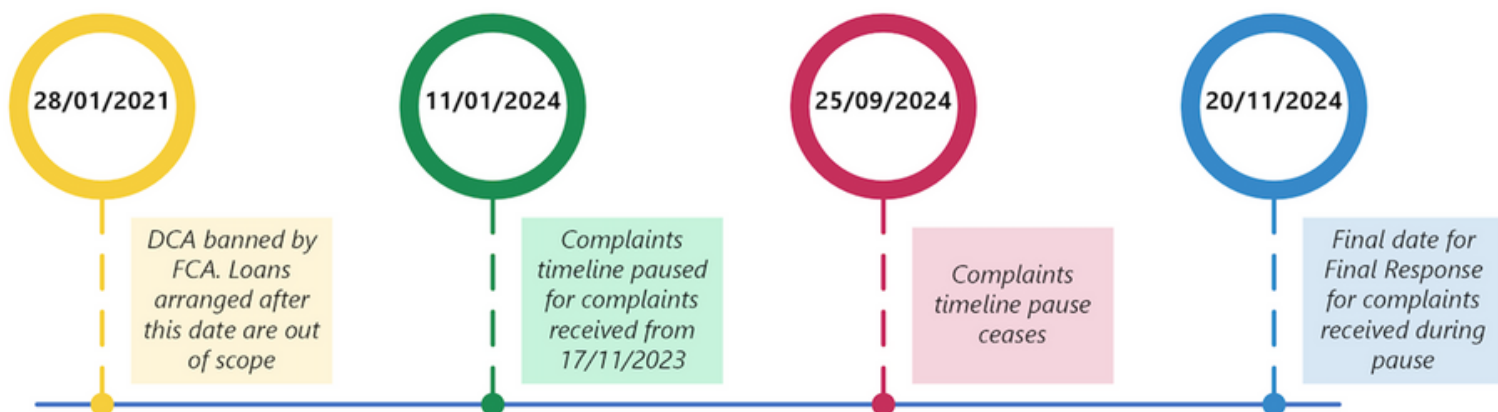 28/01/2021
11/01/2024
25/09/2024
20/11/2024
DCA banned by
FCA. Loans
arranged after
this date are out
of scope
Complaints
timeline paused
for complaints
received from
17/11/2023
Complaints
timeline pause
ceases
Final date for
Final Response
for complaints
received during
pause